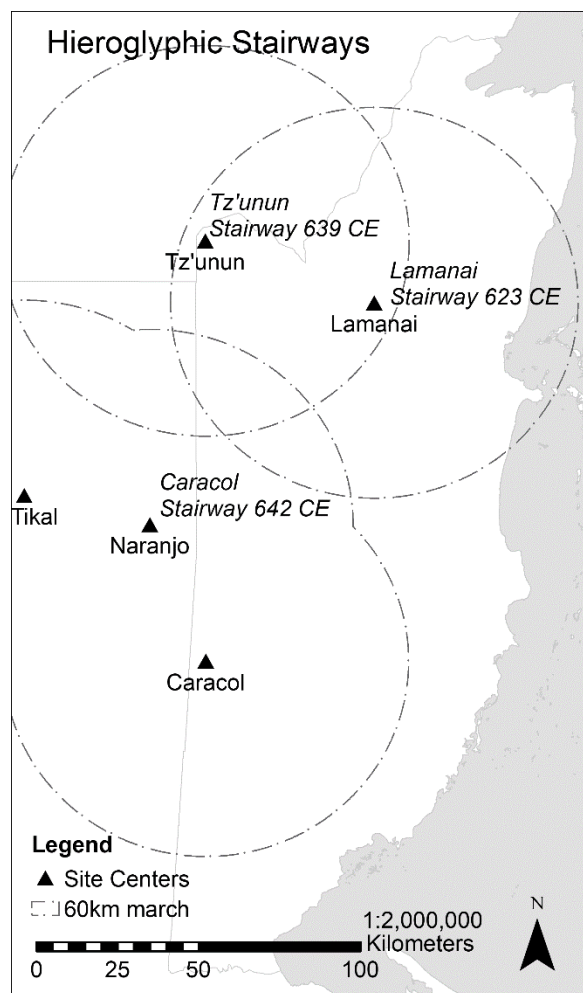 Hieroglyphic Stairways
Tz'unun
Stairway 639 CE
Tz'unun
Lamanai
Stairway 623 CE
Lamanai
Caracol
Stairway 642 CE
Tikal
Naranjo
Caracol
Legend
Site Centers
60km march
1:2,000,000
Kilometers
0 25 50 100
N